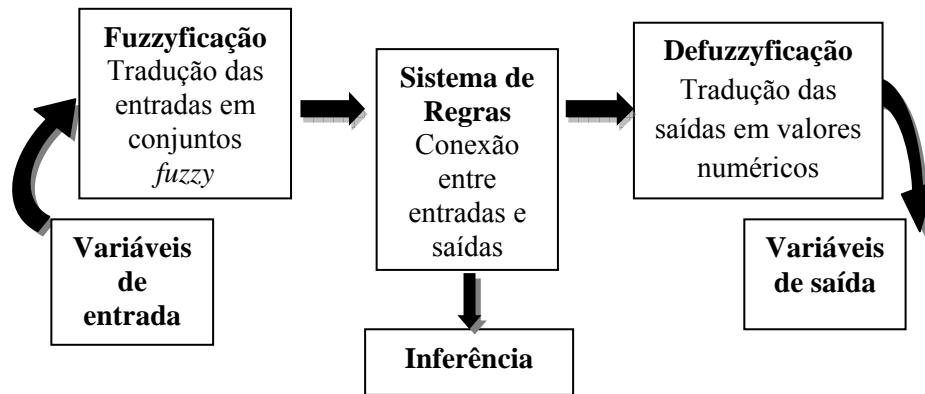 Fuzzyficação
Tradução das
entradas em
conjuntos
fuzzy
Variáveis
de
entrada
Sistema de
Regras
Conexão
entre
entradas e
saídas
Inferência
Defuzzyficação
Tradução das
saídas em valores
numéricos
Variáveis
de saída